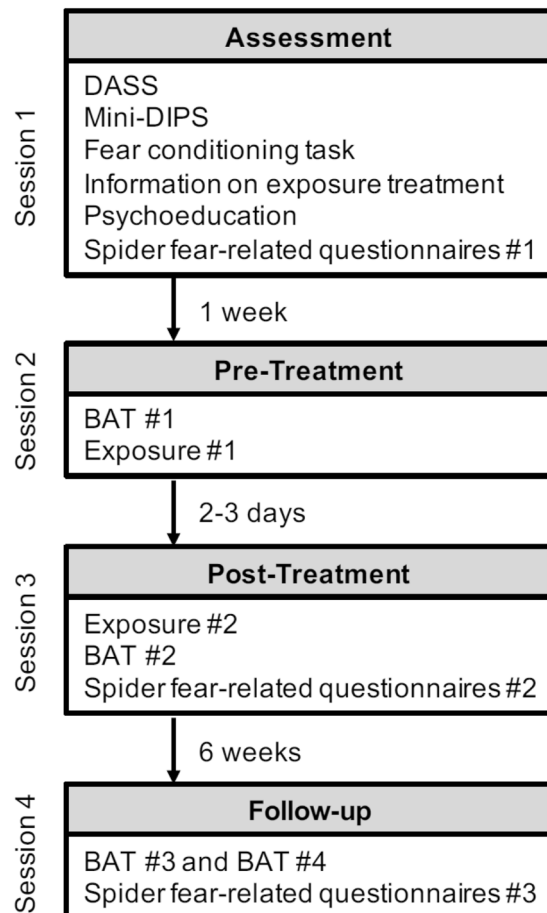 Session 1
Assessment
DASS
Mini-DIPS
Fear conditioning task
Information on exposure treatment
Psychoeducation
Spider fear-related questionnaires #1
1 week
Session 2
Pre-Treatment
BAT #1
Exposure #1
2-3 days
Session 3
Post-Treatment
Exposure #2
BAT #2
Spider fear-related questionnaires #2
6 weeks
Session 4
Follow-up
BAT #3 and BAT #4
Spider fear-related questionnaires #3